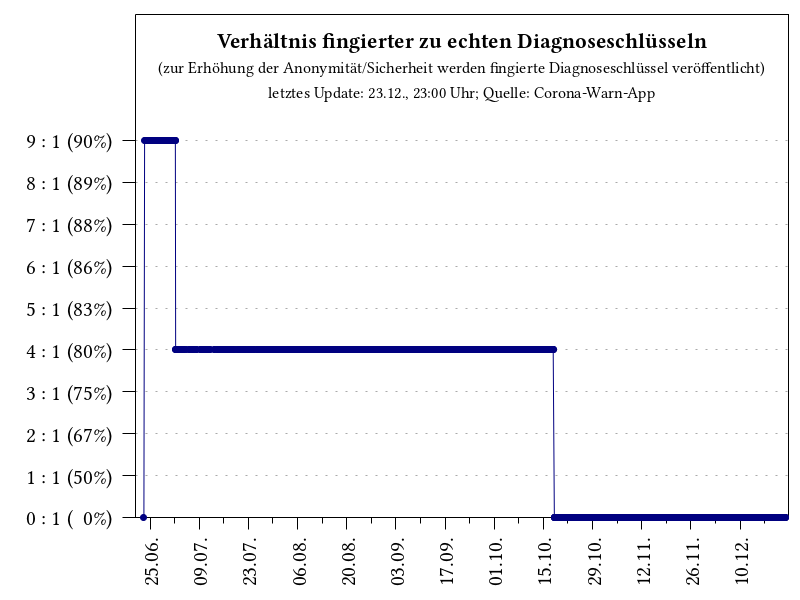 Verhältnis fingierter zu echten Diagnoseschlüsseln
(zur Erhöhung der Anonymität/Sicherheit werden fingierte Diagnoseschlüssel veröffentlicht)
letztes Update: 23.12., 23:00 Uhr; Quelle: Corona-Warn-App
9 : 1 (90%)
8 : 1 (89%)
7 : 1 (88%)
6 : 1 (86%)
5 : 1 (83%)
4 : 1 (80%)
3 : 1 (75%)
2 : 1 (67%)
1 : 1 (50%)
0 : 1 (  0%)
25.06.
09.07.
23.07.
06.08.
20.08.
03.09.
17.09.
01.10.
15.10.
29.10.
12.11.
26.11.
10.12.